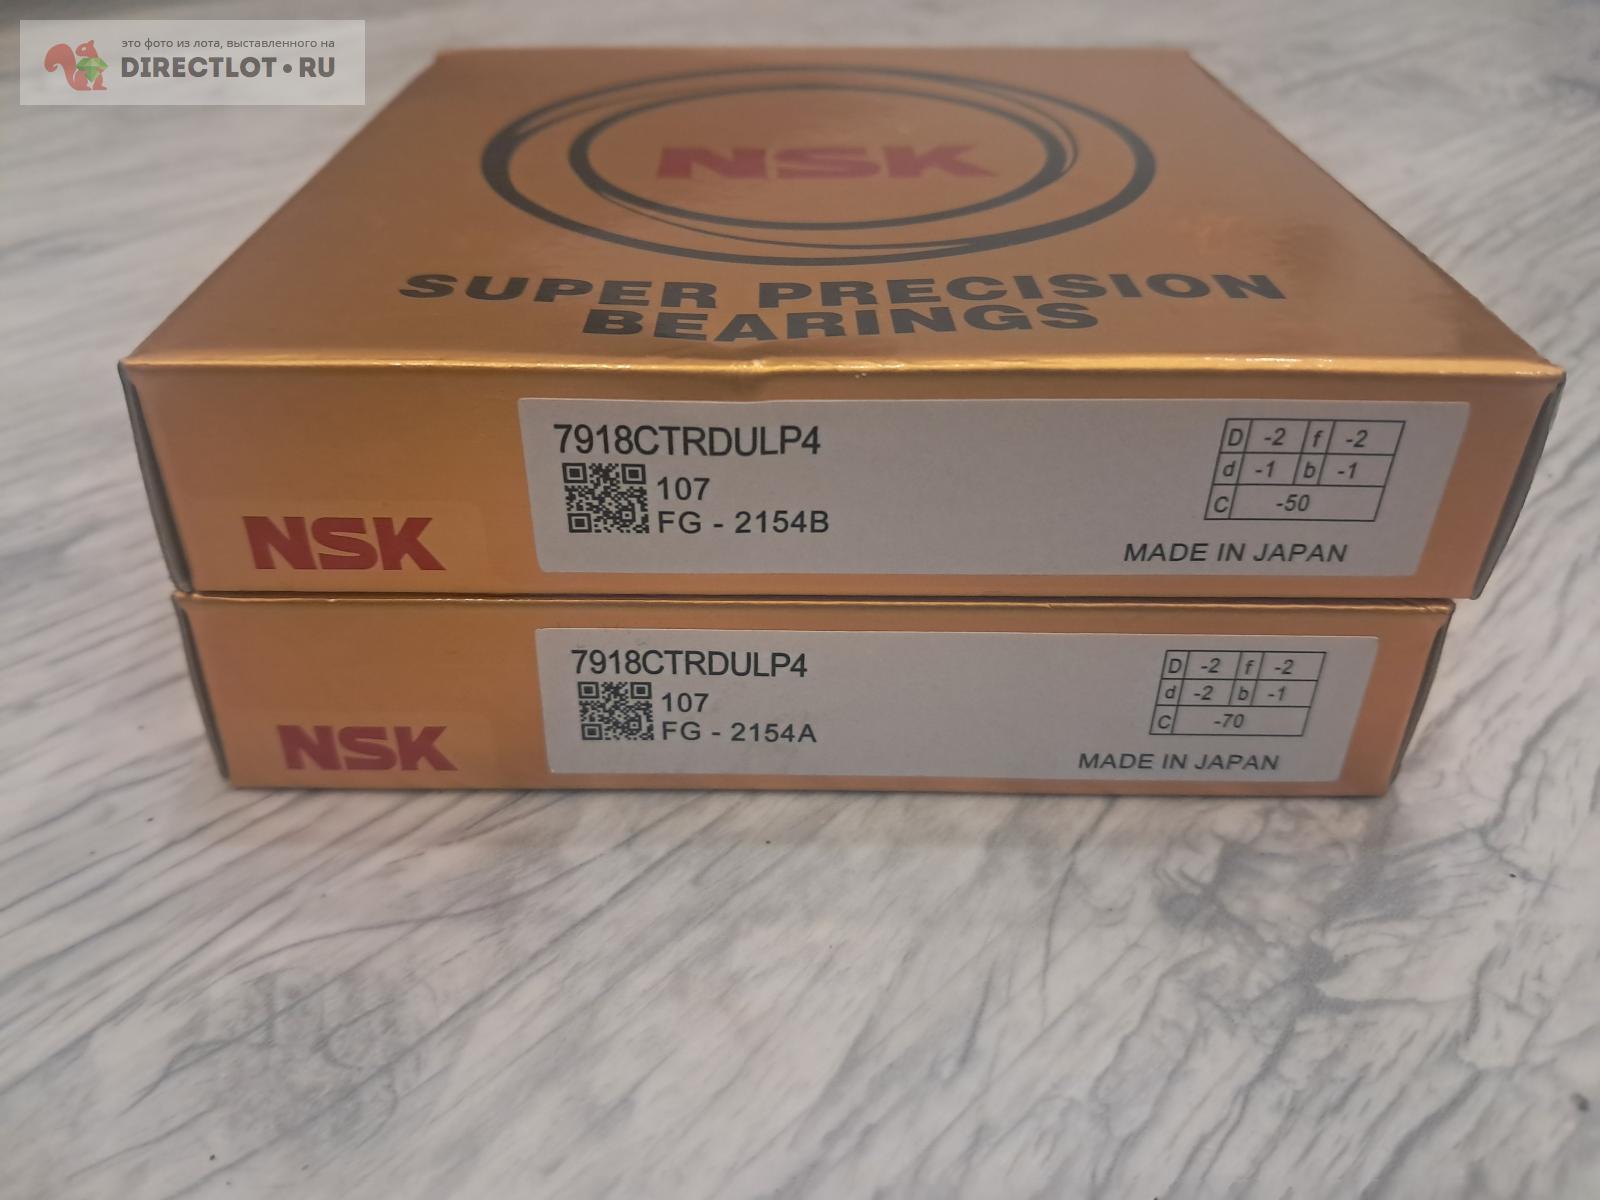 это фото из лота, выставленного на
DIRECTLOT•RU
NSK
SUPER PRECISION
BEARINGS
7918CTRDULP4
107
FG - 2154B
NSK
D -2 f -2
d -1 b -1
C -50
MADE IN JAPAN
7918CTRDULP4
107
FG - 2154A
NSK
D -2 f -2
d -2 b -1
C -70
MADE IN JAPAN